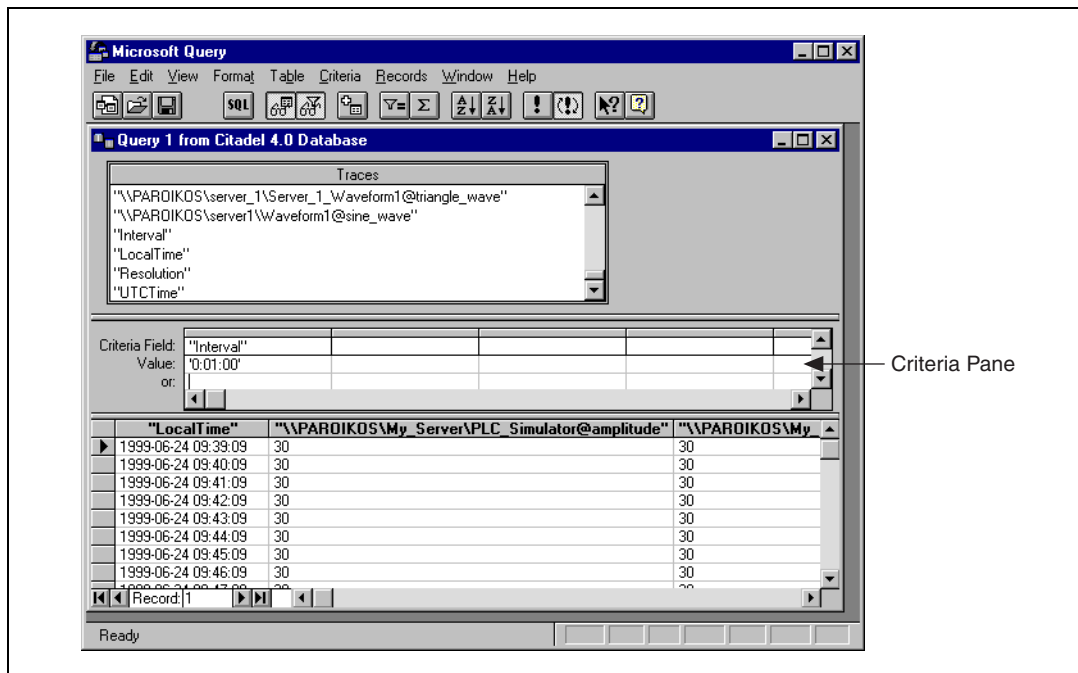 Microsoft Query
File Edit View Format Table Criteria Records Window Help
SQL
Query 1 from Citadel 4.0 Database
Traces
"\\PAROIKOS\server_1\Server_1_Waveform1@triangle_wave"
"\\PAROIKOS\server1\Waveform1@sine_wave"
"Interval"
"LocalTime"
"Resolution"
"UTCTime"
Criteria Field: "Interval"
Value: '0:01:00'
or:
Criteria Pane
"LocalTime" "\\PAROIKOS\My_Server\PLC_Simulator@amplitude" "\\PAROIKOS\My_
1999-06-24 09:39:09 30 30
1999-06-24 09:40:09 30 30
1999-06-24 09:41:09 30 30
1999-06-24 09:42:09 30 30
1999-06-24 09:43:09 30 30
1999-06-24 09:44:09 30 30
1999-06-24 09:45:09 30 30
1999-06-24 09:46:09 30 30
Record: 1
Ready